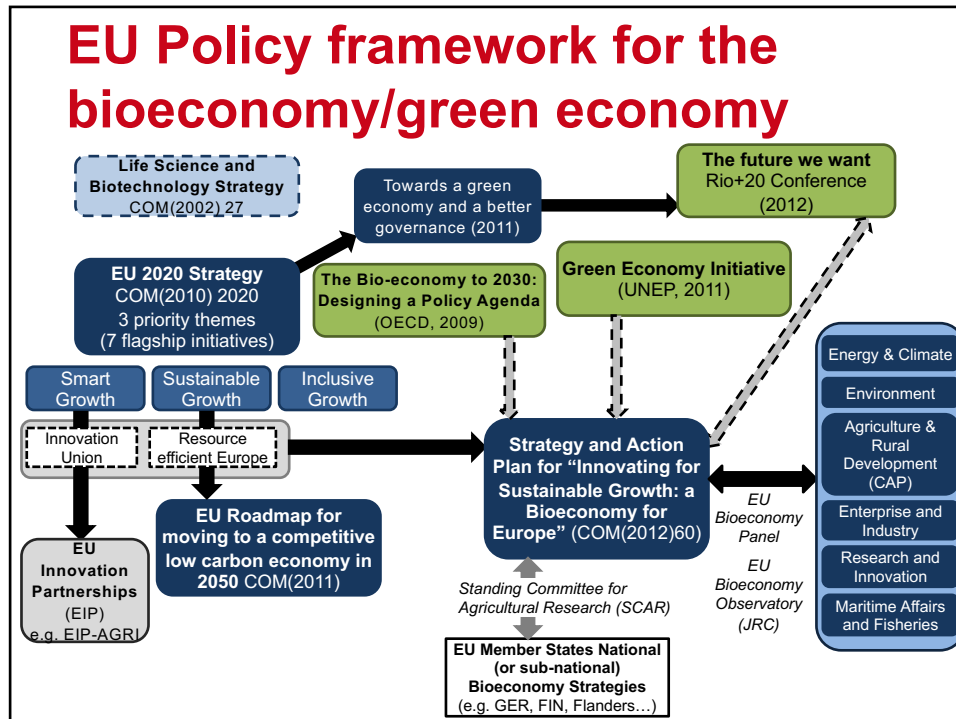 EU Policy framework for the
bioeconomy/green economy
Life Science and
Biotechnology Strategy
COM(2002) 27
Towards a green
economy and a better
governance (2011)
The future we want
Rio+20 Conference
(2012)
EU 2020 Strategy
COM(2010) 2020
3 priority themes
(7 flagship initiatives)
The Bio-economy to 2030:
Designing a Policy Agenda
(OECD, 2009)
Green Economy Initiative
(UNEP, 2011)
Smart
Growth
Sustainable
Growth
Inclusive
Growth
Innovation
Union
Resource
efficient Europe
EU
Innovation
Partnerships
(EIP)
e.g. EIP-AGRI
EU Roadmap for
moving to a competitive
low carbon economy in
2050 COM(2011)
Strategy and Action
Plan for “Innovating for
Sustainable Growth: a
Bioeconomy for
Europe” (COM(2012)60)
Standing Committee for
Agricultural Research (SCAR)
EU Member States National
(or sub-national)
Bioeconomy Strategies
(e.g. GER, FIN, Flanders…)
EU
Bioeconomy
Panel
EU
Bioeconomy
Observatory
(JRC)
Energy & Climate
Environment
Agriculture &
Rural
Development
(CAP)
Enterprise and
Industry
Research and
Innovation
Maritime Affairs
and Fisheries